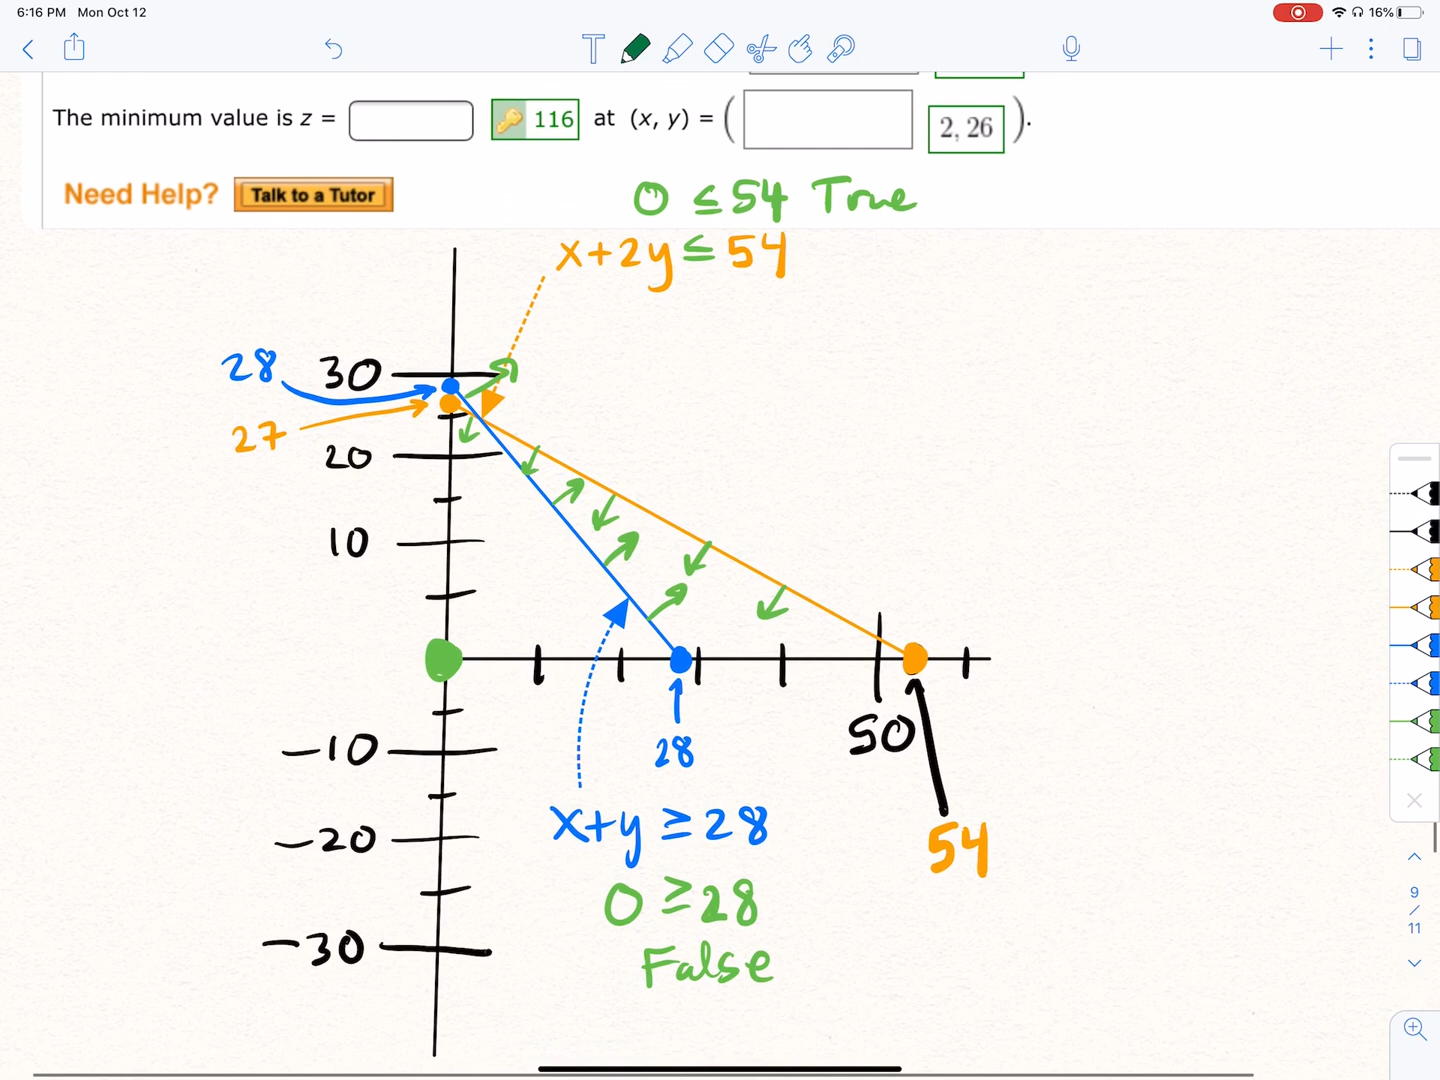 6:16 PM Mon Oct 12
16%
The minimum value is z = 116 at (x, y) = ( 2, 26 ).
Need Help? Talk to a Tutor
0 ≤ 54 True
x+2y ≤ 54
28
30
27
20
10
50
-10
28
x+y ≥ 28
-20
54
0 ≥ 28
-30
False
9
/
11